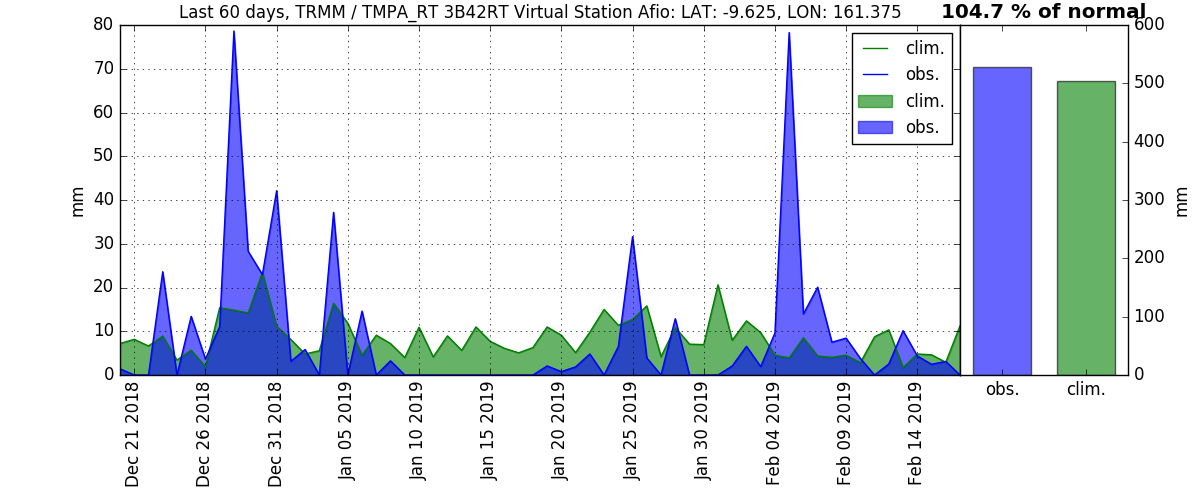 Last 60 days, TRMM / TMPA_RT 3B42RT Virtual Station Afio: LAT: -9.625, LON: 161.375
104.7 % of normal
80
70
60
50
40
30
20
10
0
mm
clim.
obs.
clim.
obs.
600
500
400
300
200
100
0
mm
Dec 21 2018
Dec 26 2018
Dec 31 2018
Jan 05 2019
Jan 10 2019
Jan 15 2019
Jan 20 2019
Jan 25 2019
Jan 30 2019
Feb 04 2019
Feb 09 2019
Feb 14 2019
obs.
clim.